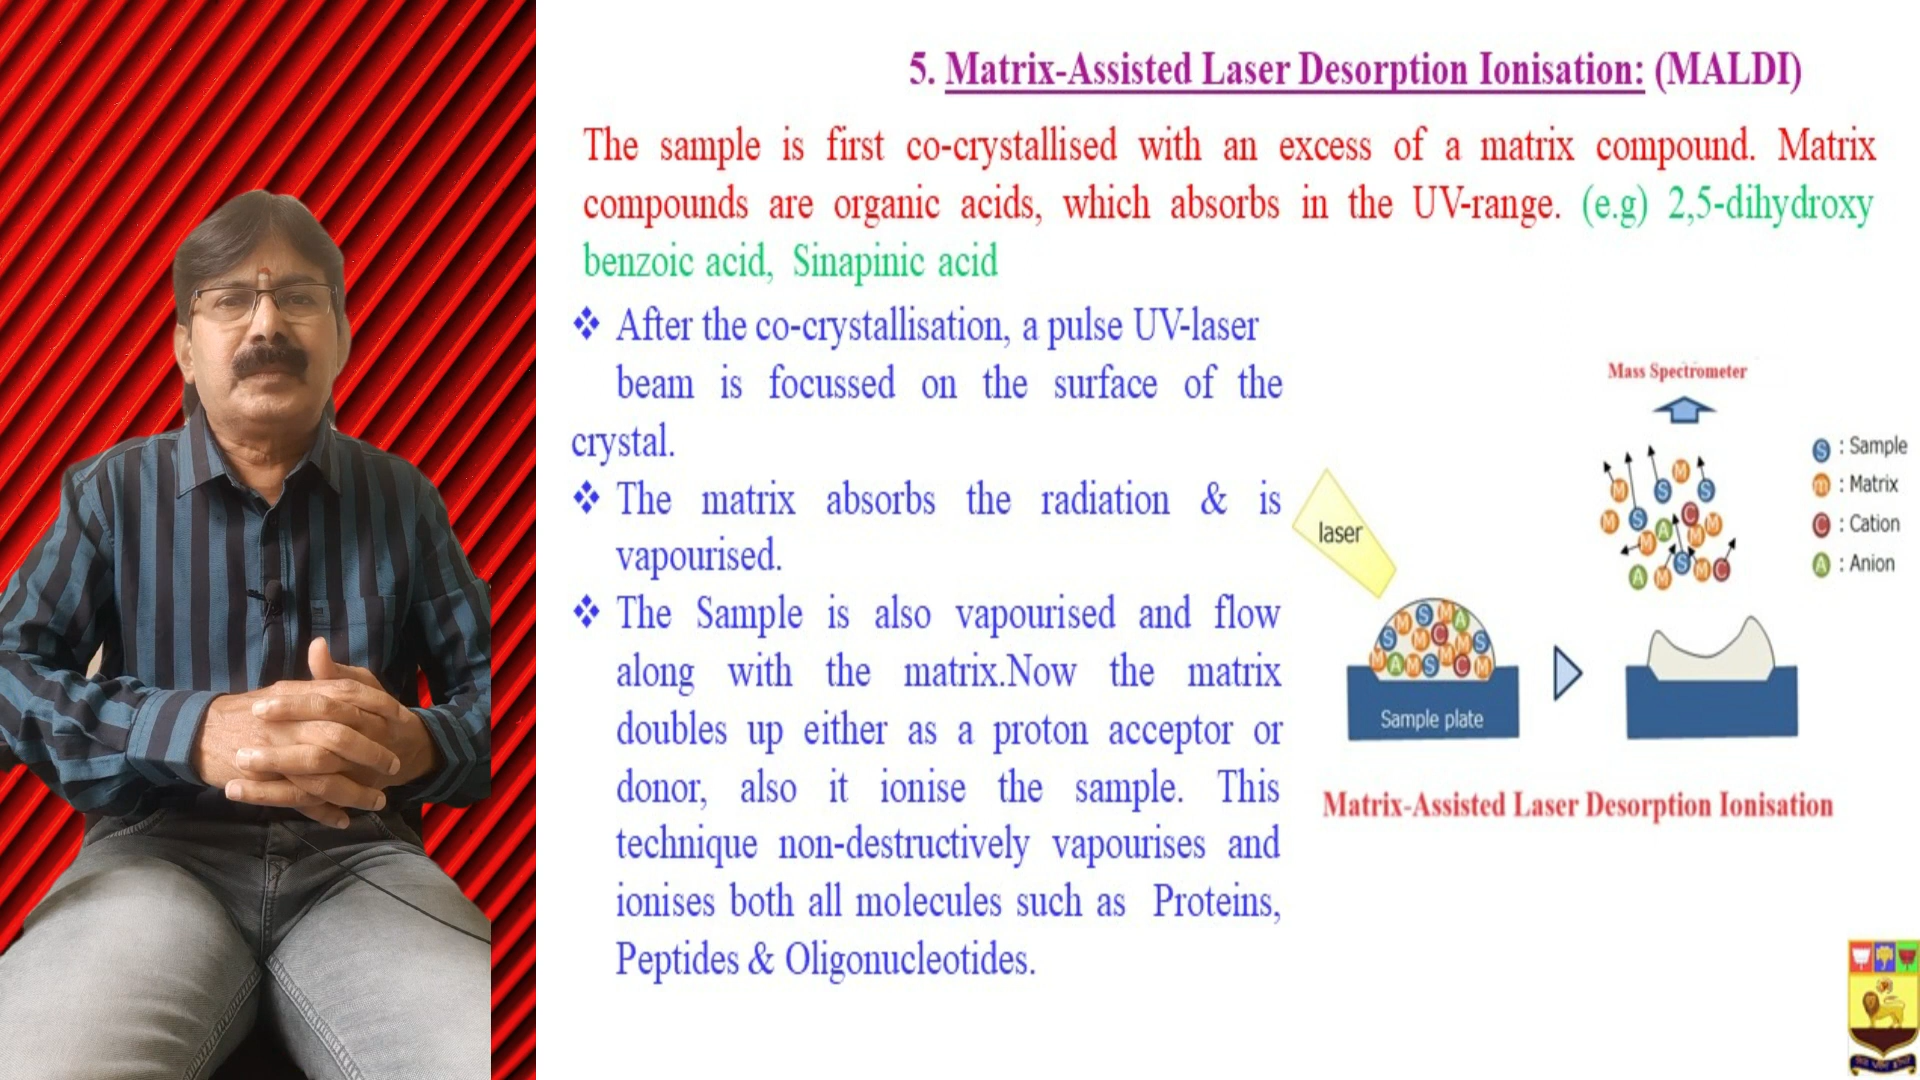 5. Matrix-Assisted Laser Desorption Ionisation: (MALDI)
The sample is first co-crystallised with an excess of a matrix compound. Matrix
compounds are organic acids, which absorbs in the UV-range. (e.g) 2,5-dihydroxy
benzoic acid, Sinapinic acid
❖ After the co-crystallisation, a pulse UV-laser
beam is focussed on the surface of the
crystal.
❖ The matrix absorbs the radiation & is
vapourised.
❖ The Sample is also vapourised and flow
along with the matrix.Now the matrix
doubles up either as a proton acceptor or
donor, also it ionise the sample. This
technique non-destructively vapourises and
ionises both all molecules such as Proteins,
Peptides & Oligonucleotides.
Mass Spectrometer
S : Sample
m : Matrix
C : Cation
A : Anion
laser
Sample plate
Matrix-Assisted Laser Desorption Ionisation